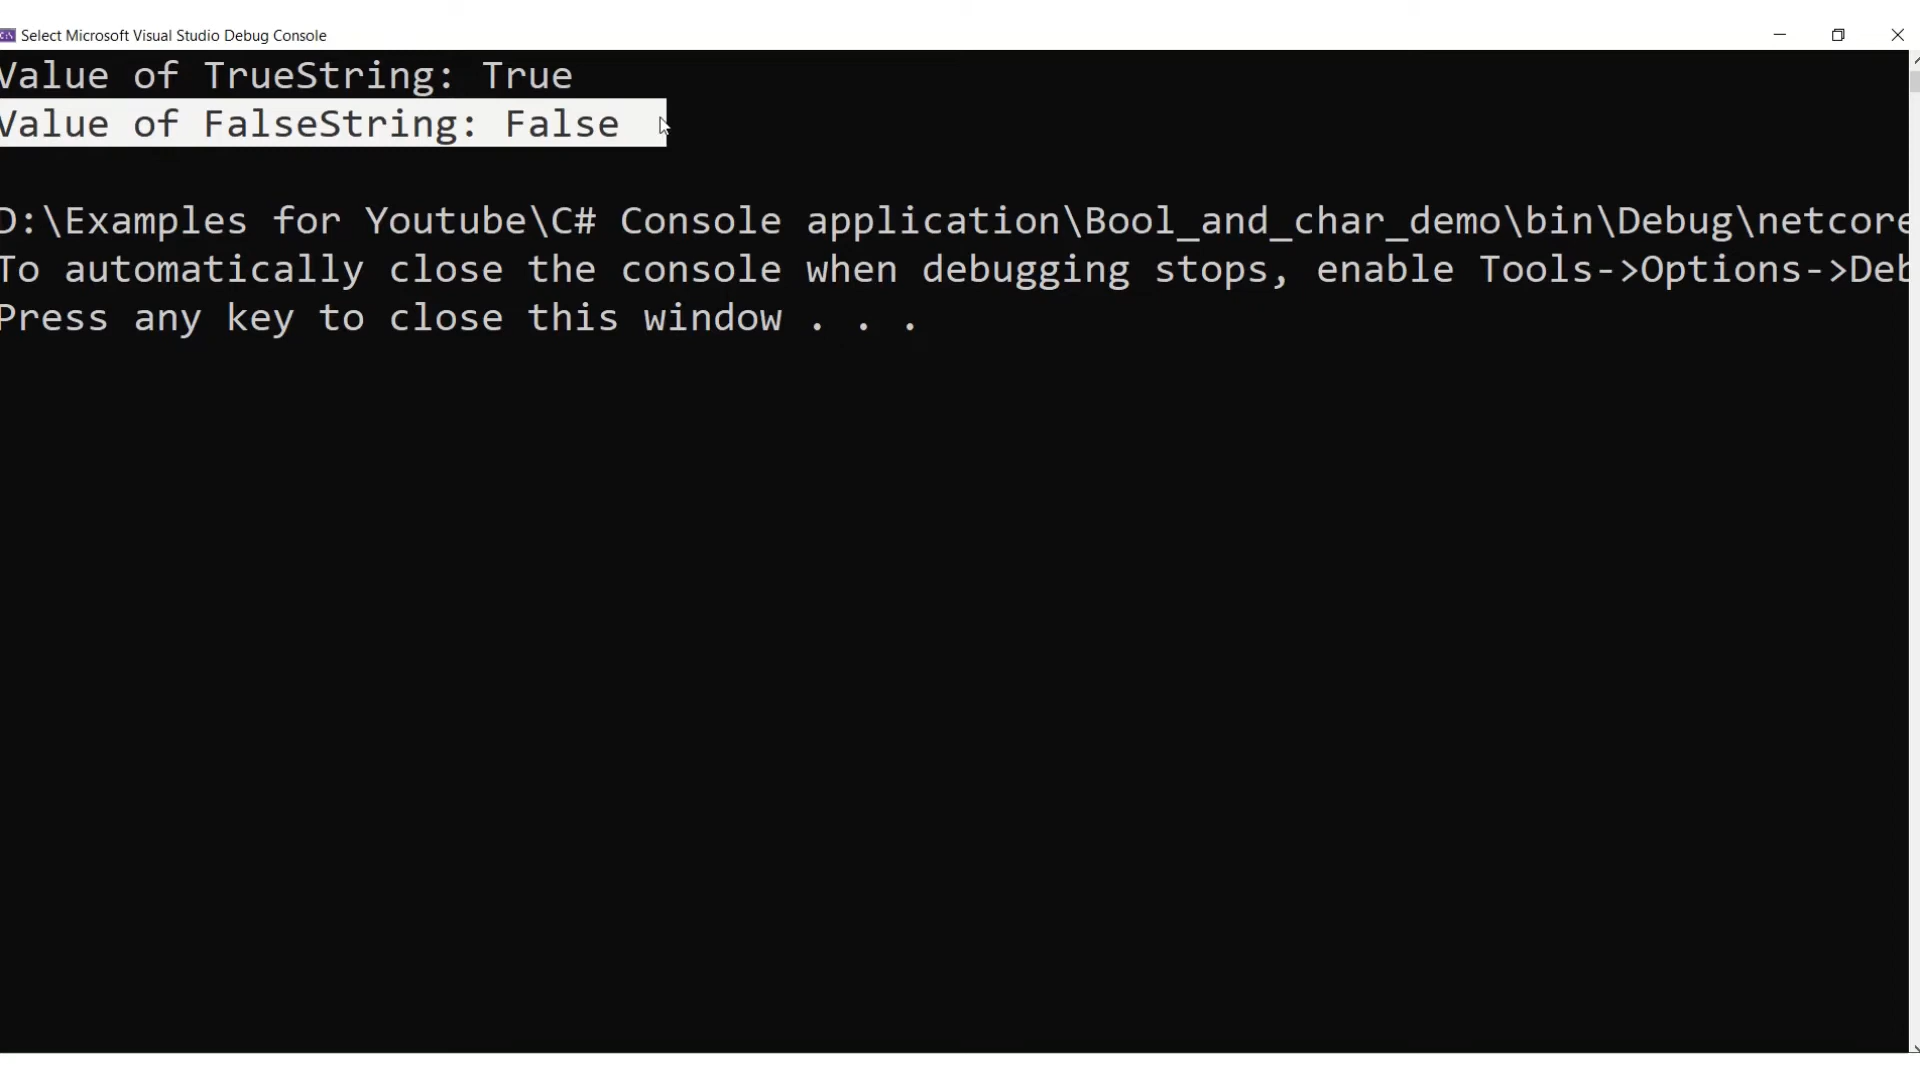 Select Microsoft Visual Studio Debug Console
Value of TrueString: True
Value of FalseString: False
D:\Examples for Youtube\C# Console application\Bool_and_char_demo\bin\Debug\netcore
To automatically close the console when debugging stops, enable Tools->Options->Deb
Press any key to close this window . . .